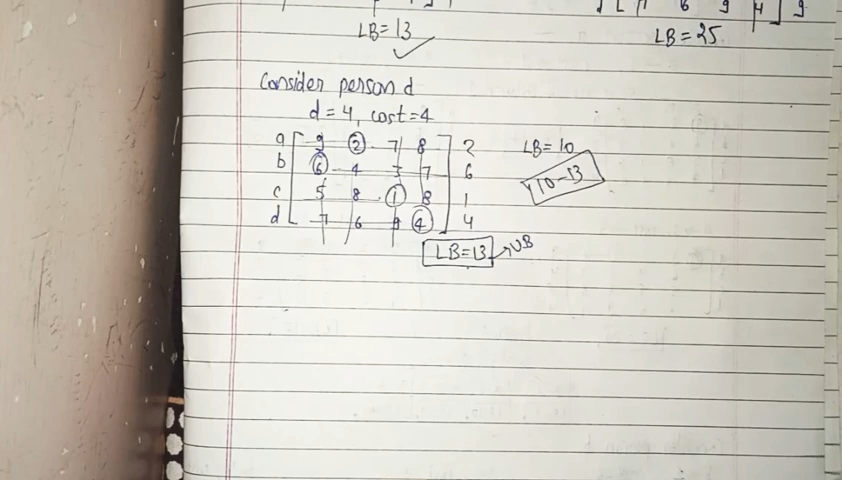 LB=13
LB=25
Consider person d
d=4, cost=4
a [ 9 2 7 8 ] 2
b 6 4 3 7 6
c 5 8 1 8 1
d 7 6 9 4 4
LB=10
10-13
LB=13 → UB